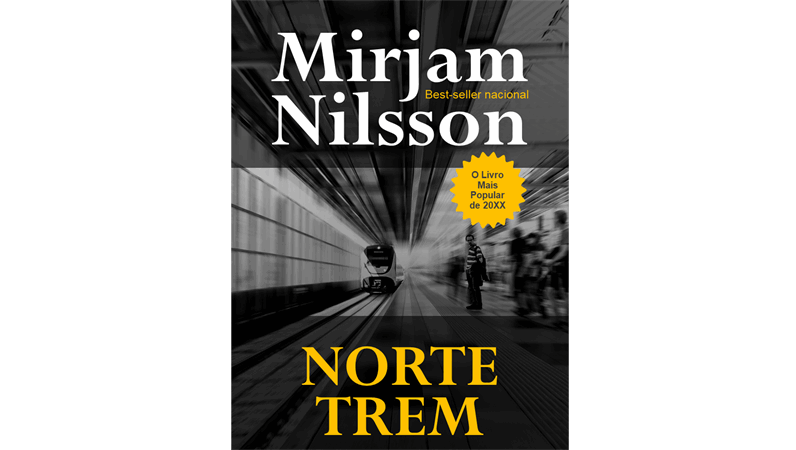 Mirjam
Best-seller nacional
Nilsson
O Livro
Mais
Popular
de 20XX
NORTE
TREM